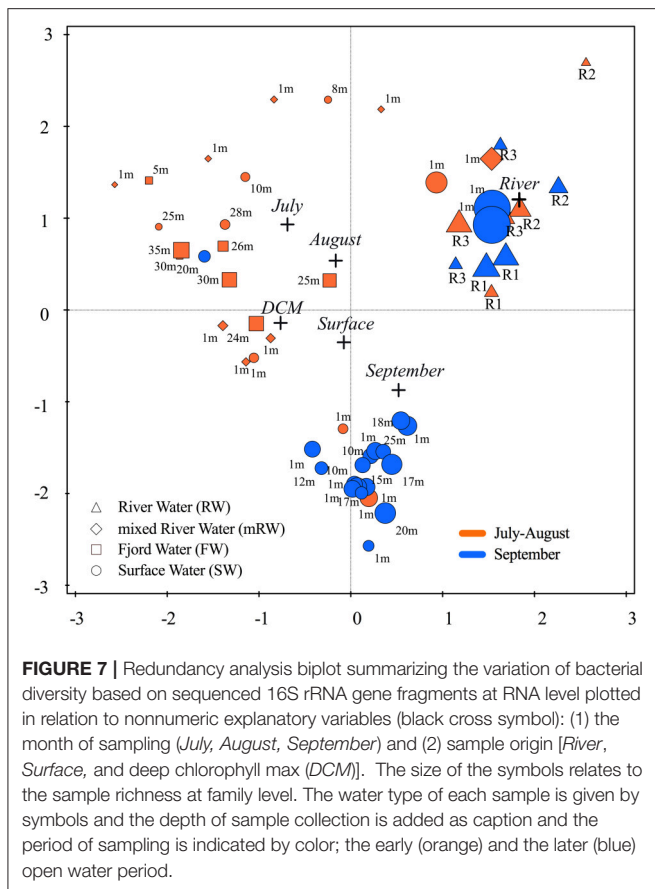 3
2
1
0
-1
-2
-3
-3 -2 -1 0 1 2 3
R2
1m 8m 1m
1m R3
1m 5m 1m 1m
10m 1m River R2
25m 28m July 1m R2
R3 R3
35m 26m August
30m 20m R3 R1
30m 25m R1
R1
DCM
1m 24m Surface
1m
1m 1m
September
1m 18m
1m 1m
10m 25m
1m 10m
12m 1m 15m 17m
1m 17m 1m
1m 20m
1m
River Water (RW)
mixed River Water (mRW)
Fjord Water (FW)
Surface Water (SW)
July-August
September
FIGURE 7 | Redundancy analysis biplot summarizing the variation of bacterial
diversity based on sequenced 16S rRNA gene fragments at RNA level plotted
in relation to nonnumeric explanatory variables (black cross symbol): (1) the
month of sampling (July, August, September) and (2) sample origin [River,
Surface, and deep chlorophyll max (DCM)]. The size of the symbols relates to
the sample richness at family level. The water type of each sample is given by
symbols and the depth of sample collection is added as caption and the
period of sampling is indicated by color; the early (orange) and the later (blue)
open water period.